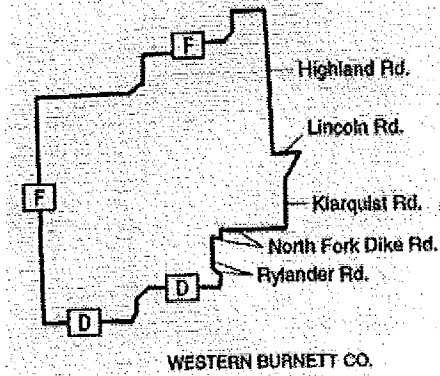 F
Highland Rd.
Lincoln Rd.
F
Klarquist Rd.
North Fork Dike Rd.
Rylander Rd.
D
D
WESTERN BURNETT CO.